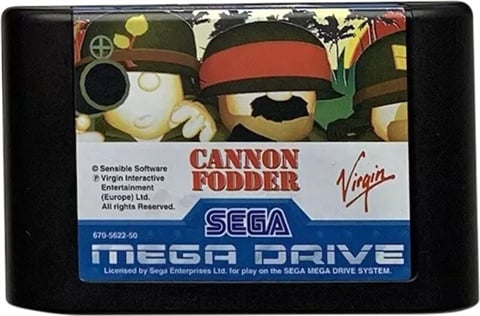 © Sensible Software
℗ Virgin Interactive
Entertainment
(Europe) Ltd.
All rights Reserved.
CANNON
FODDER
Virgin
670-5622-50
SEGA
MEGA DRIVE
Licensed by Sega Enterprises Ltd. for play on the SEGA MEGA DRIVE SYSTEM.